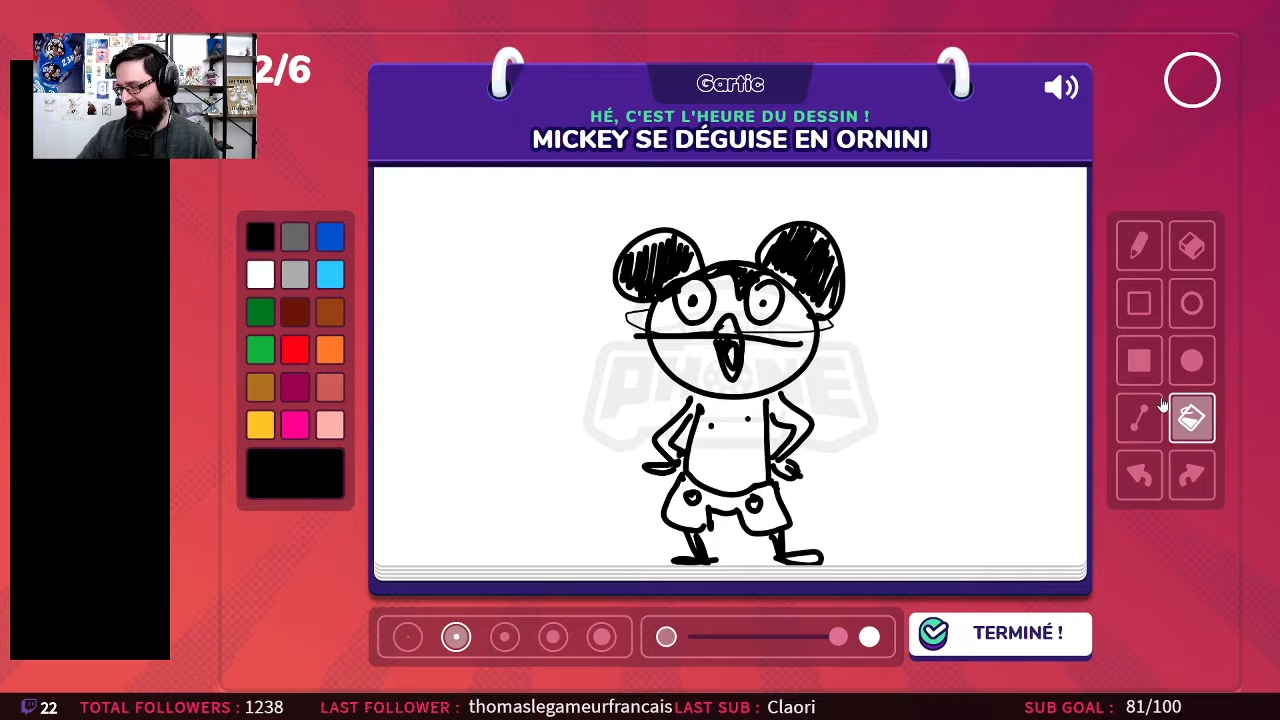 2/6
Gartic
HÉ, C'EST L'HEURE DU DESSIN !
MICKEY SE DÉGUISE EN ORNINI
PHONE
TERMINÉ !
22 TOTAL FOLLOWERS : 1238 LAST FOLLOWER : thomaslegameurfrancais LAST SUB : Claori SUB GOAL : 81/100